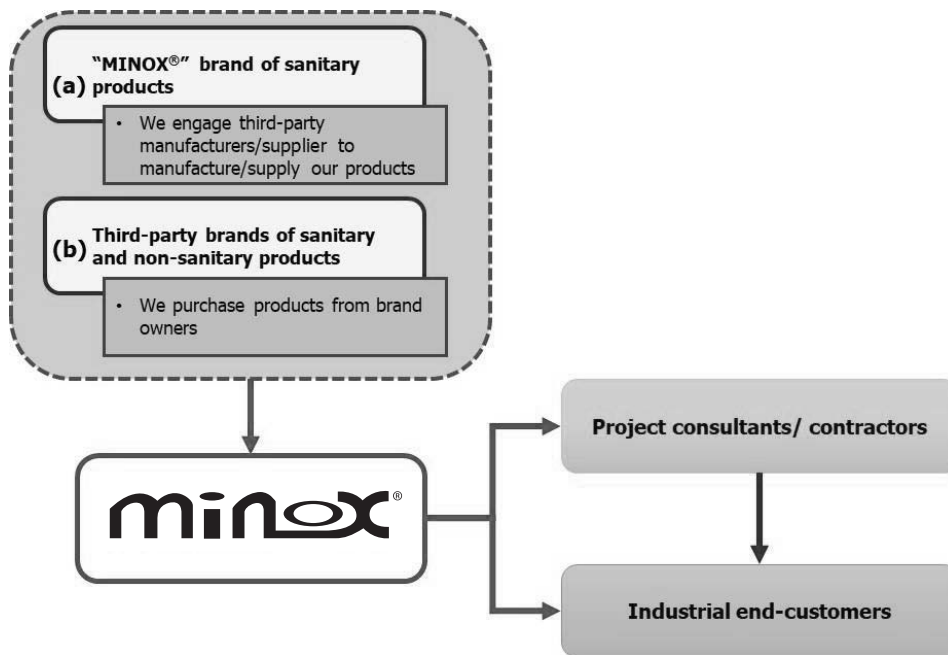 “MINOX®” brand of sanitary
(a) products
• We engage third-party
manufacturers/supplier to
manufacture/supply our products
Third-party brands of sanitary
(b) and non-sanitary products
• We purchase products from brand
owners
minox®
Project consultants/ contractors
Industrial end-customers